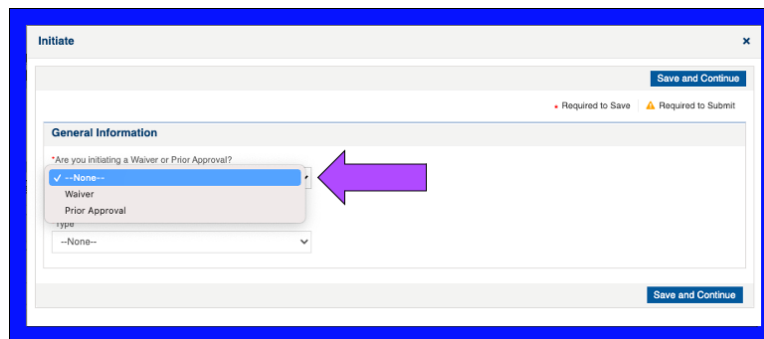 Initiate ×
Save and Continue
• Required to Save Required to Submit
General Information
*Are you initiating a Waiver or Prior Approval?
✓ --None--
Waiver
Prior Approval
Type
--None--
Save and Continue